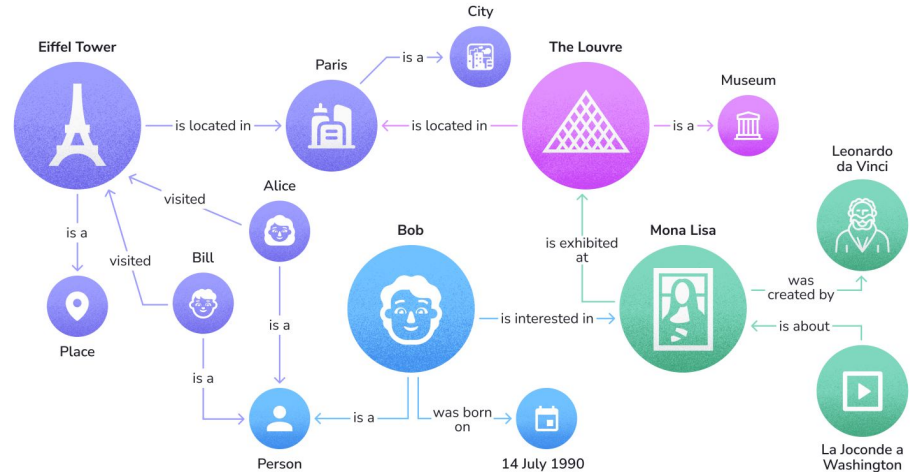 City
Eiffel Tower
The Louvre
Paris
is a
Museum
is located in
is located in
is a
Leonardo
da Vinci
Alice
visited
Bob
Mona Lisa
is a
is exhibited
at
visited
Bill
was
created by
is a
is interested in
is about
Place
is a
is a
was born
on
La Joconde a
Washington
Person
14 July 1990